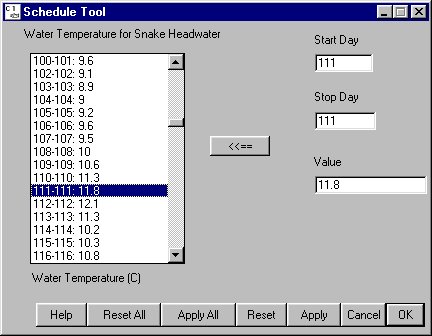 Schedule Tool
Water Temperature for Snake Headwater
100-101: 9.6
102-102: 9.1
103-103: 8.9
104-104: 9
105-105: 9.2
106-106: 9.6
107-107: 9.5
108-108: 10
109-109: 10.6
110-110: 11.3
111-111: 11.8
112-112: 12.1
113-113: 11.3
114-114: 10.2
115-115: 10.3
116-116: 10.8
Water Temperature (C)
<<==
Start Day
111
Stop Day
111
Value
11.8
Help Reset All Apply All Reset Apply Cancel OK